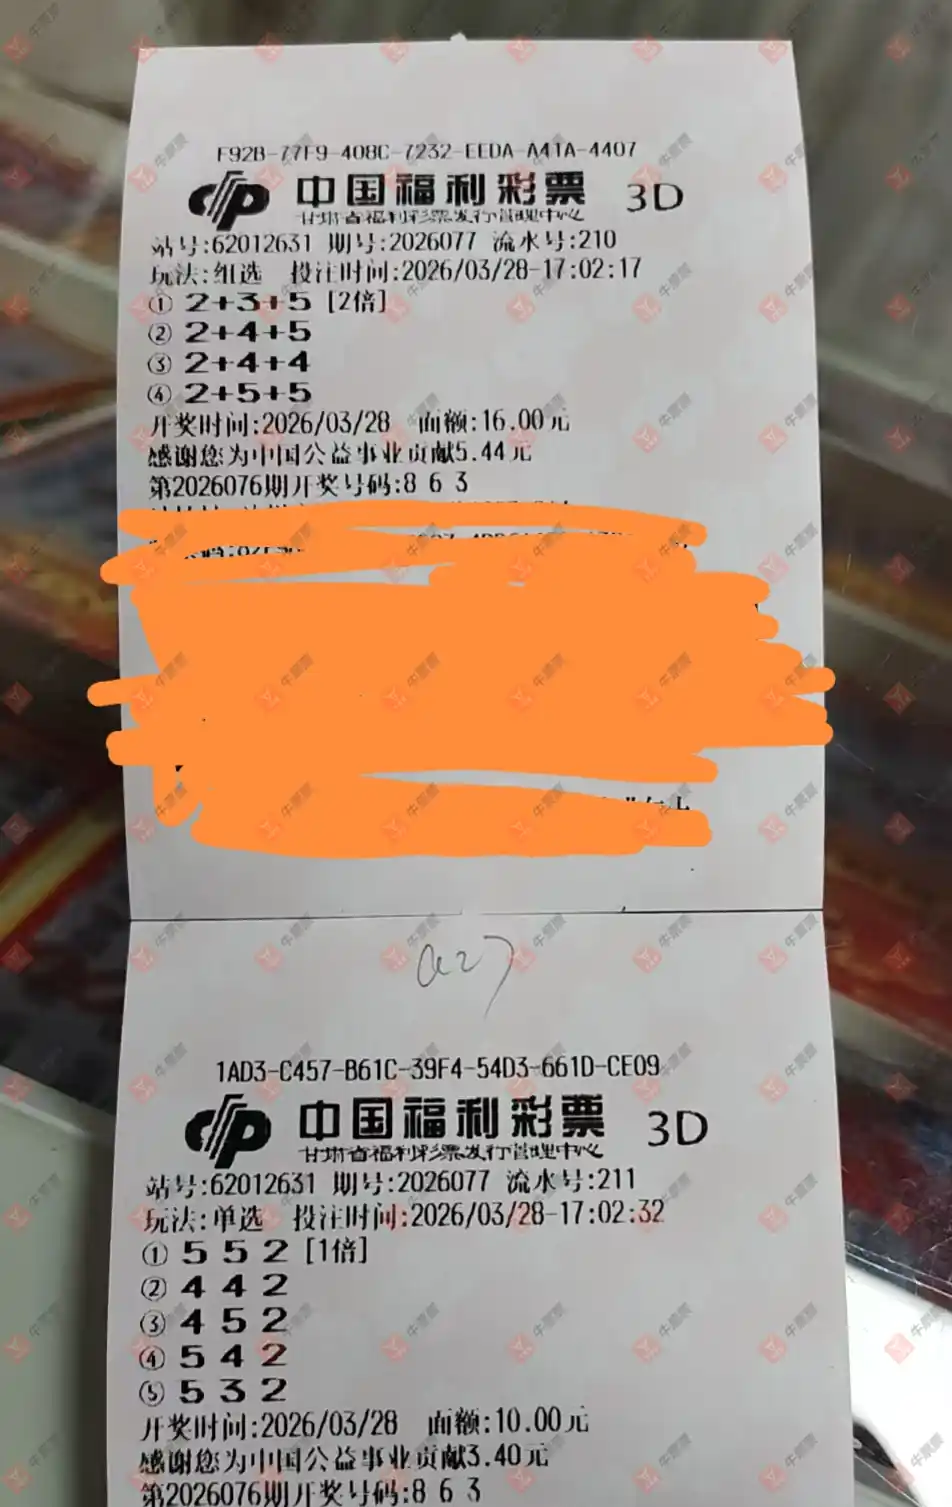 F92B-77F9-408C-7232-EEDA-A41A-4407
中国福利彩票 3D
甘肃省福利彩票发行管理中心
站号:62012631 期号:2026077 流水号:210
玩法:组选 投注时间:2026/03/28-17:02:17
① 2+3+5 [2倍]
② 2+4+5
③ 2+4+4
④ 2+5+5
开奖时间:2026/03/28 面额:16.00元
感谢您为中国公益事业贡献5.44元
第2026076期开奖号码:8 6 3
1AD3-C457-B61C-39F4-54D3-661D-CE09
中国福利彩票 3D
甘肃省福利彩票发行管理中心
站号:62012631 期号:2026077 流水号:211
玩法:单选 投注时间:2026/03/28-17:02:32
① 5 5 2 [1倍]
② 4 4 2
③ 4 5 2
④ 5 4 2
⑤ 5 3 2
开奖时间:2026/03/28 面额:10.00元
感谢您为中国公益事业贡献3.40元
第2026076期开奖号码:8 6 3